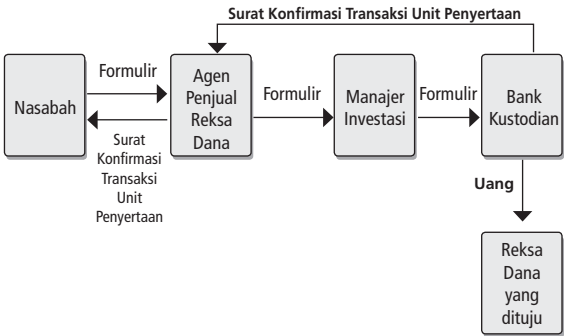 Surat Konfirmasi Transaksi Unit Penyertaan
Nasabah
Formulir
Surat
Konfirmasi
Transaksi
Unit
Penyertaan
Agen
Penjual
Reksa
Dana
Formulir
Manajer
Investasi
Formulir
Bank
Kustodian
Uang
Reksa
Dana
yang
dituju